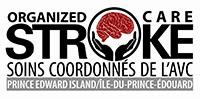 ORGANIZED CARE
STROKE
SOINS COORDONNÉS DE L'AVC
PRINCE EDWARD ISLAND/ÎLE-DU-PRINCE-ÉDOUARD